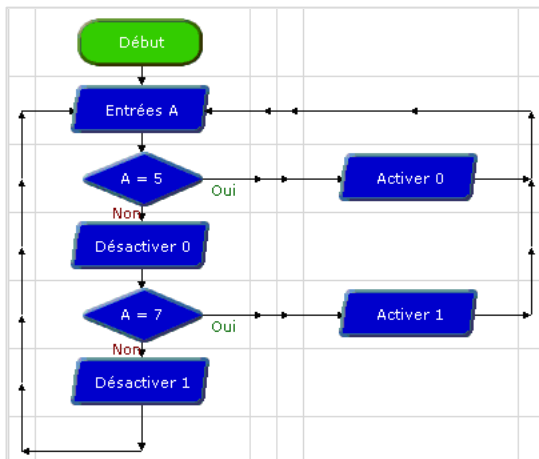 Début
Entrées A
A = 5
Oui
Activer 0
Non
Désactiver 0
A = 7
Oui
Activer 1
Non
Désactiver 1